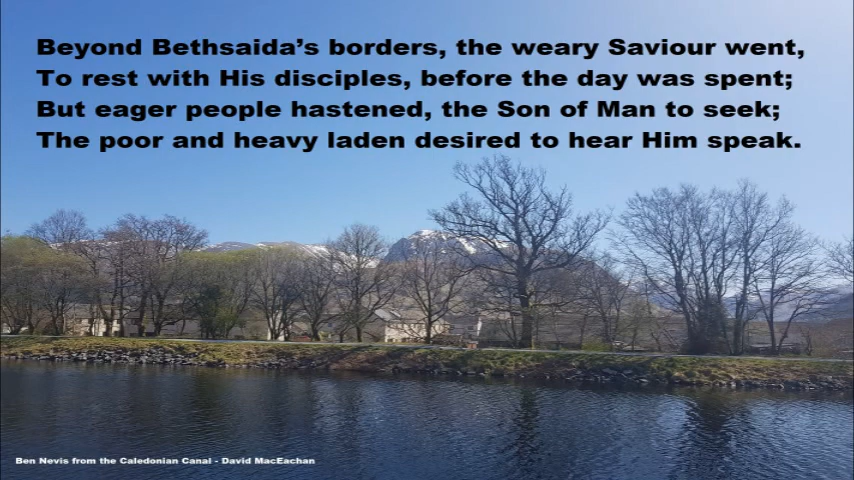 Beyond Bethsaida’s borders, the weary Saviour went,
To rest with His disciples, before the day was spent;
But eager people hastened, the Son of Man to seek;
The poor and heavy laden desired to hear Him speak.
Ben Nevis from the Caledonian Canal - David MacEachan